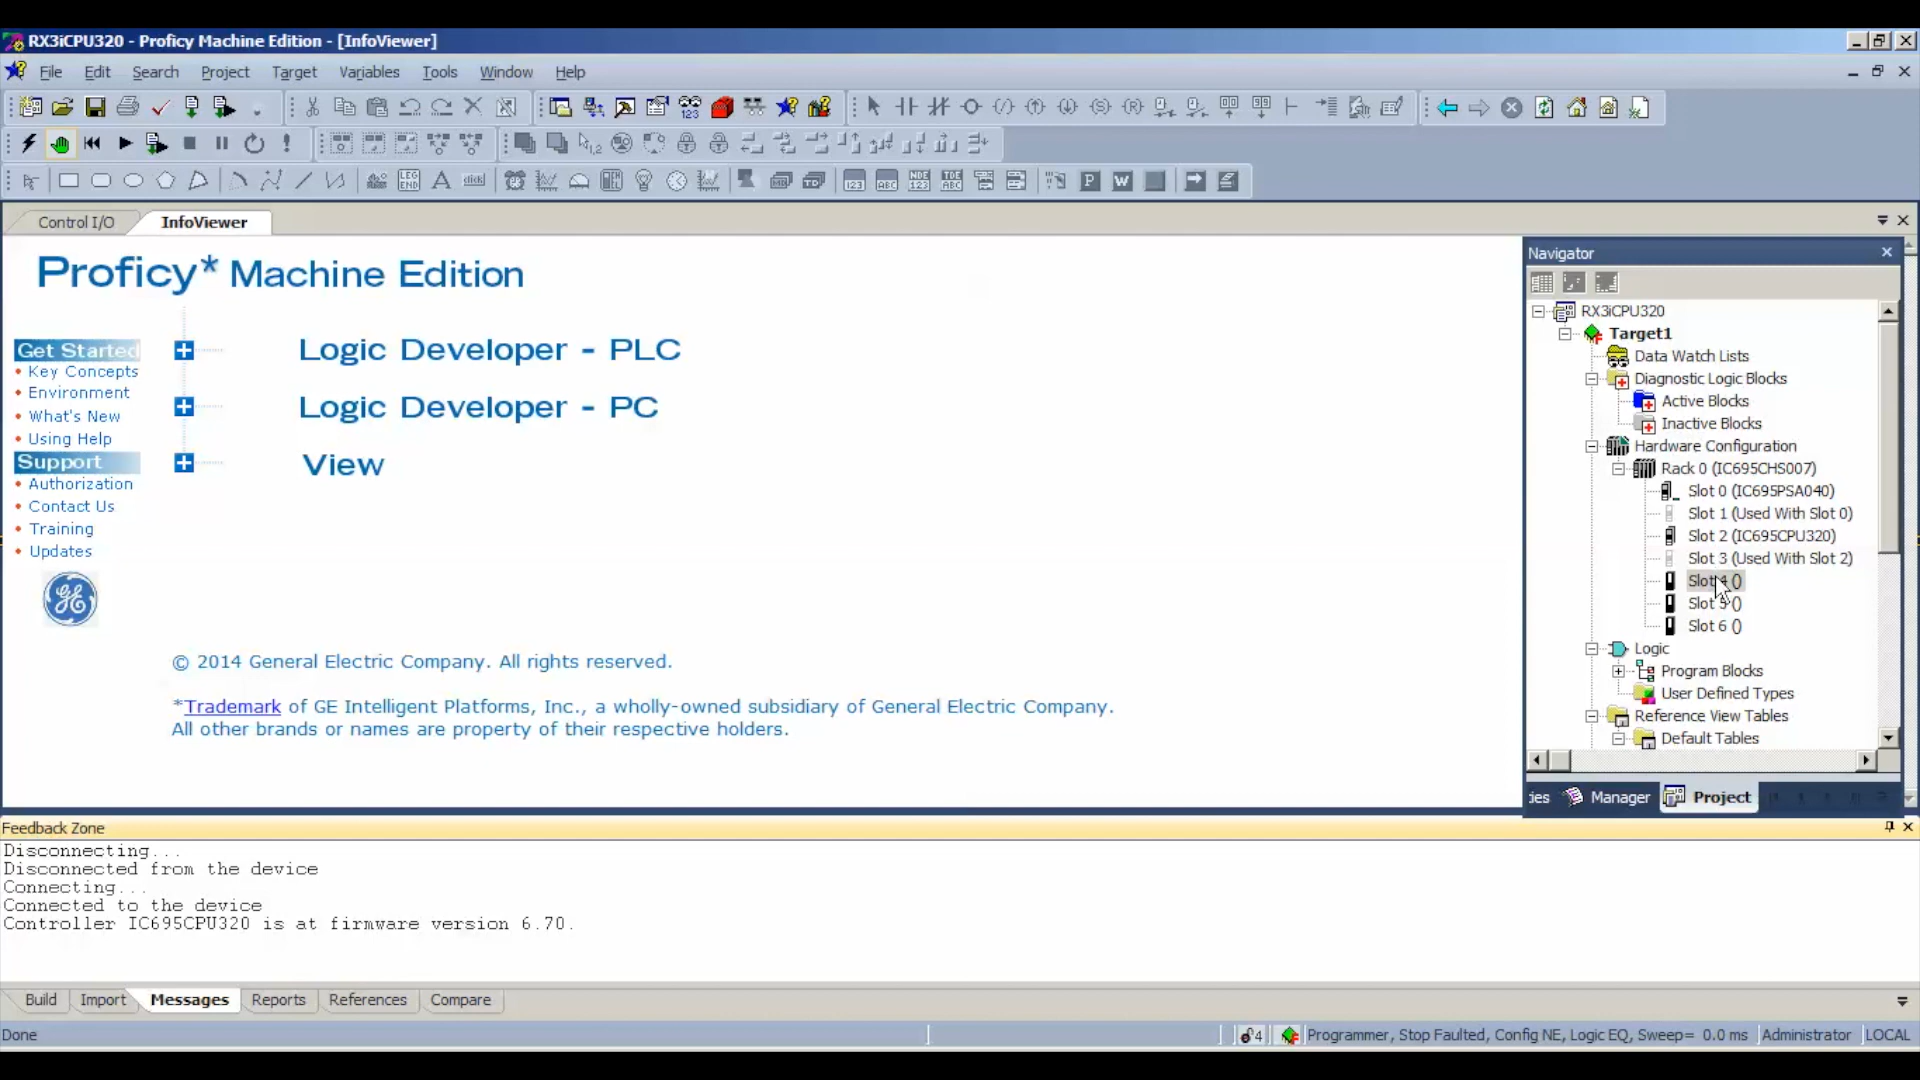 RX3iCPU320 - Proficy Machine Edition - [InfoViewer]
File Edit Search Project Target Variables Tools Window Help
Control I/O InfoViewer
Proficy* Machine Edition
Get Started
Key Concepts
Environment
What's New
Using Help
Support
Authorization
Contact Us
Training
Updates
Logic Developer - PLC
Logic Developer - PC
View
© 2014 General Electric Company. All rights reserved.
*Trademark of GE Intelligent Platforms, Inc., a wholly-owned subsidiary of General Electric Company.
All other brands or names are property of their respective holders.
Navigator
RX3iCPU320
Target1
Data Watch Lists
Diagnostic Logic Blocks
Active Blocks
Inactive Blocks
Hardware Configuration
Rack 0 (IC695CHS007)
Slot 0 (IC695PSA040)
Slot 1 (Used With Slot 0)
Slot 2 (IC695CPU320)
Slot 3 (Used With Slot 2)
Slot 4 ()
Slot 5 ()
Slot 6 ()
Logic
Program Blocks
User Defined Types
Reference View Tables
Default Tables
ies Manager Project
Feedback Zone
Disconnecting...
Disconnected from the device
Connecting...
Connected to the device
Controller IC695CPU320 is at firmware version 6.70.
Build Import Messages Reports References Compare
Done
4 Programmer, Stop Faulted, Config NE, Logic EQ, Sweep= 0.0 ms Administrator LOCAL